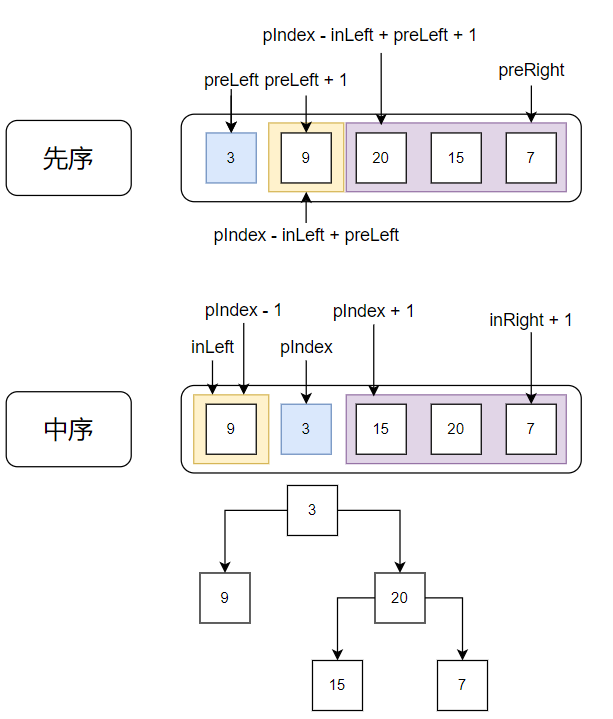 pIndex - inLeft + preLeft + 1
preLeft preLeft + 1
preRight
先序
3 9 20 15 7
pIndex - inLeft + preLeft
pIndex - 1
pIndex + 1
inRight + 1
inLeft
pIndex
中序
9 3 15 20 7
3
9 20
15 7